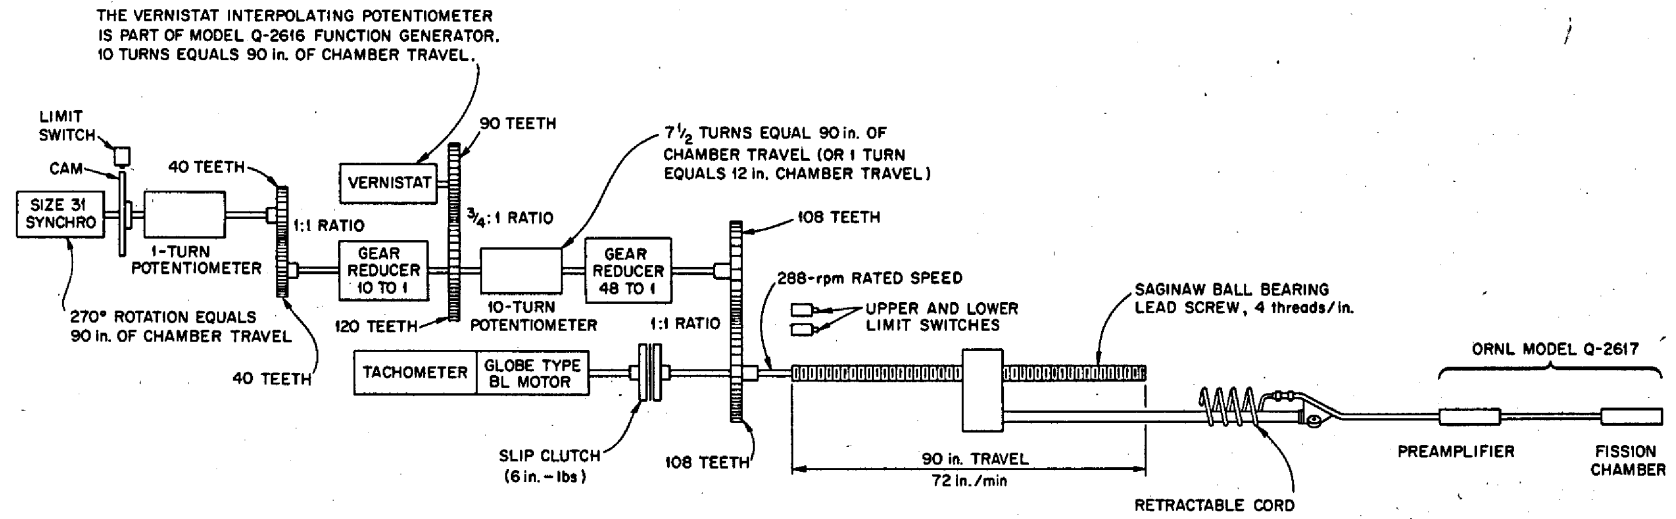 THE VERNISTAT INTERPOLATING POTENTIOMETER
IS PART OF MODEL Q-2616 FUNCTION GENERATOR.
10 TURNS EQUALS 90 in. OF CHAMBER TRAVEL.
LIMIT
SWITCH
CAM
SIZE 31
SYNCHRO
1-TURN
POTENTIOMETER
270° ROTATION EQUALS
90 in. OF CHAMBER TRAVEL
40 TEETH
1:1 RATIO
40 TEETH
VERNISTAT
GEAR
REDUCER
10 TO 1
90 TEETH
3/4:1 RATIO
120 TEETH
7 1/2 TURNS EQUAL 90 in. OF
CHAMBER TRAVEL (OR 1 TURN
EQUALS 12 in. CHAMBER TRAVEL)
10-TURN
POTENTIOMETER
GEAR
REDUCER
48 TO 1
108 TEETH
1:1 RATIO
108 TEETH
TACHOMETER
GLOBE TYPE
BL MOTOR
SLIP CLUTCH
(6 in.-lbs)
288-rpm RATED SPEED
UPPER AND LOWER
LIMIT SWITCHES
SAGINAW BALL BEARING
LEAD SCREW, 4 threads/in.
90 in. TRAVEL
72 in./min
RETRACTABLE CORD
ORNL MODEL Q-2617
PREAMPLIFIER
FISSION
CHAMBER